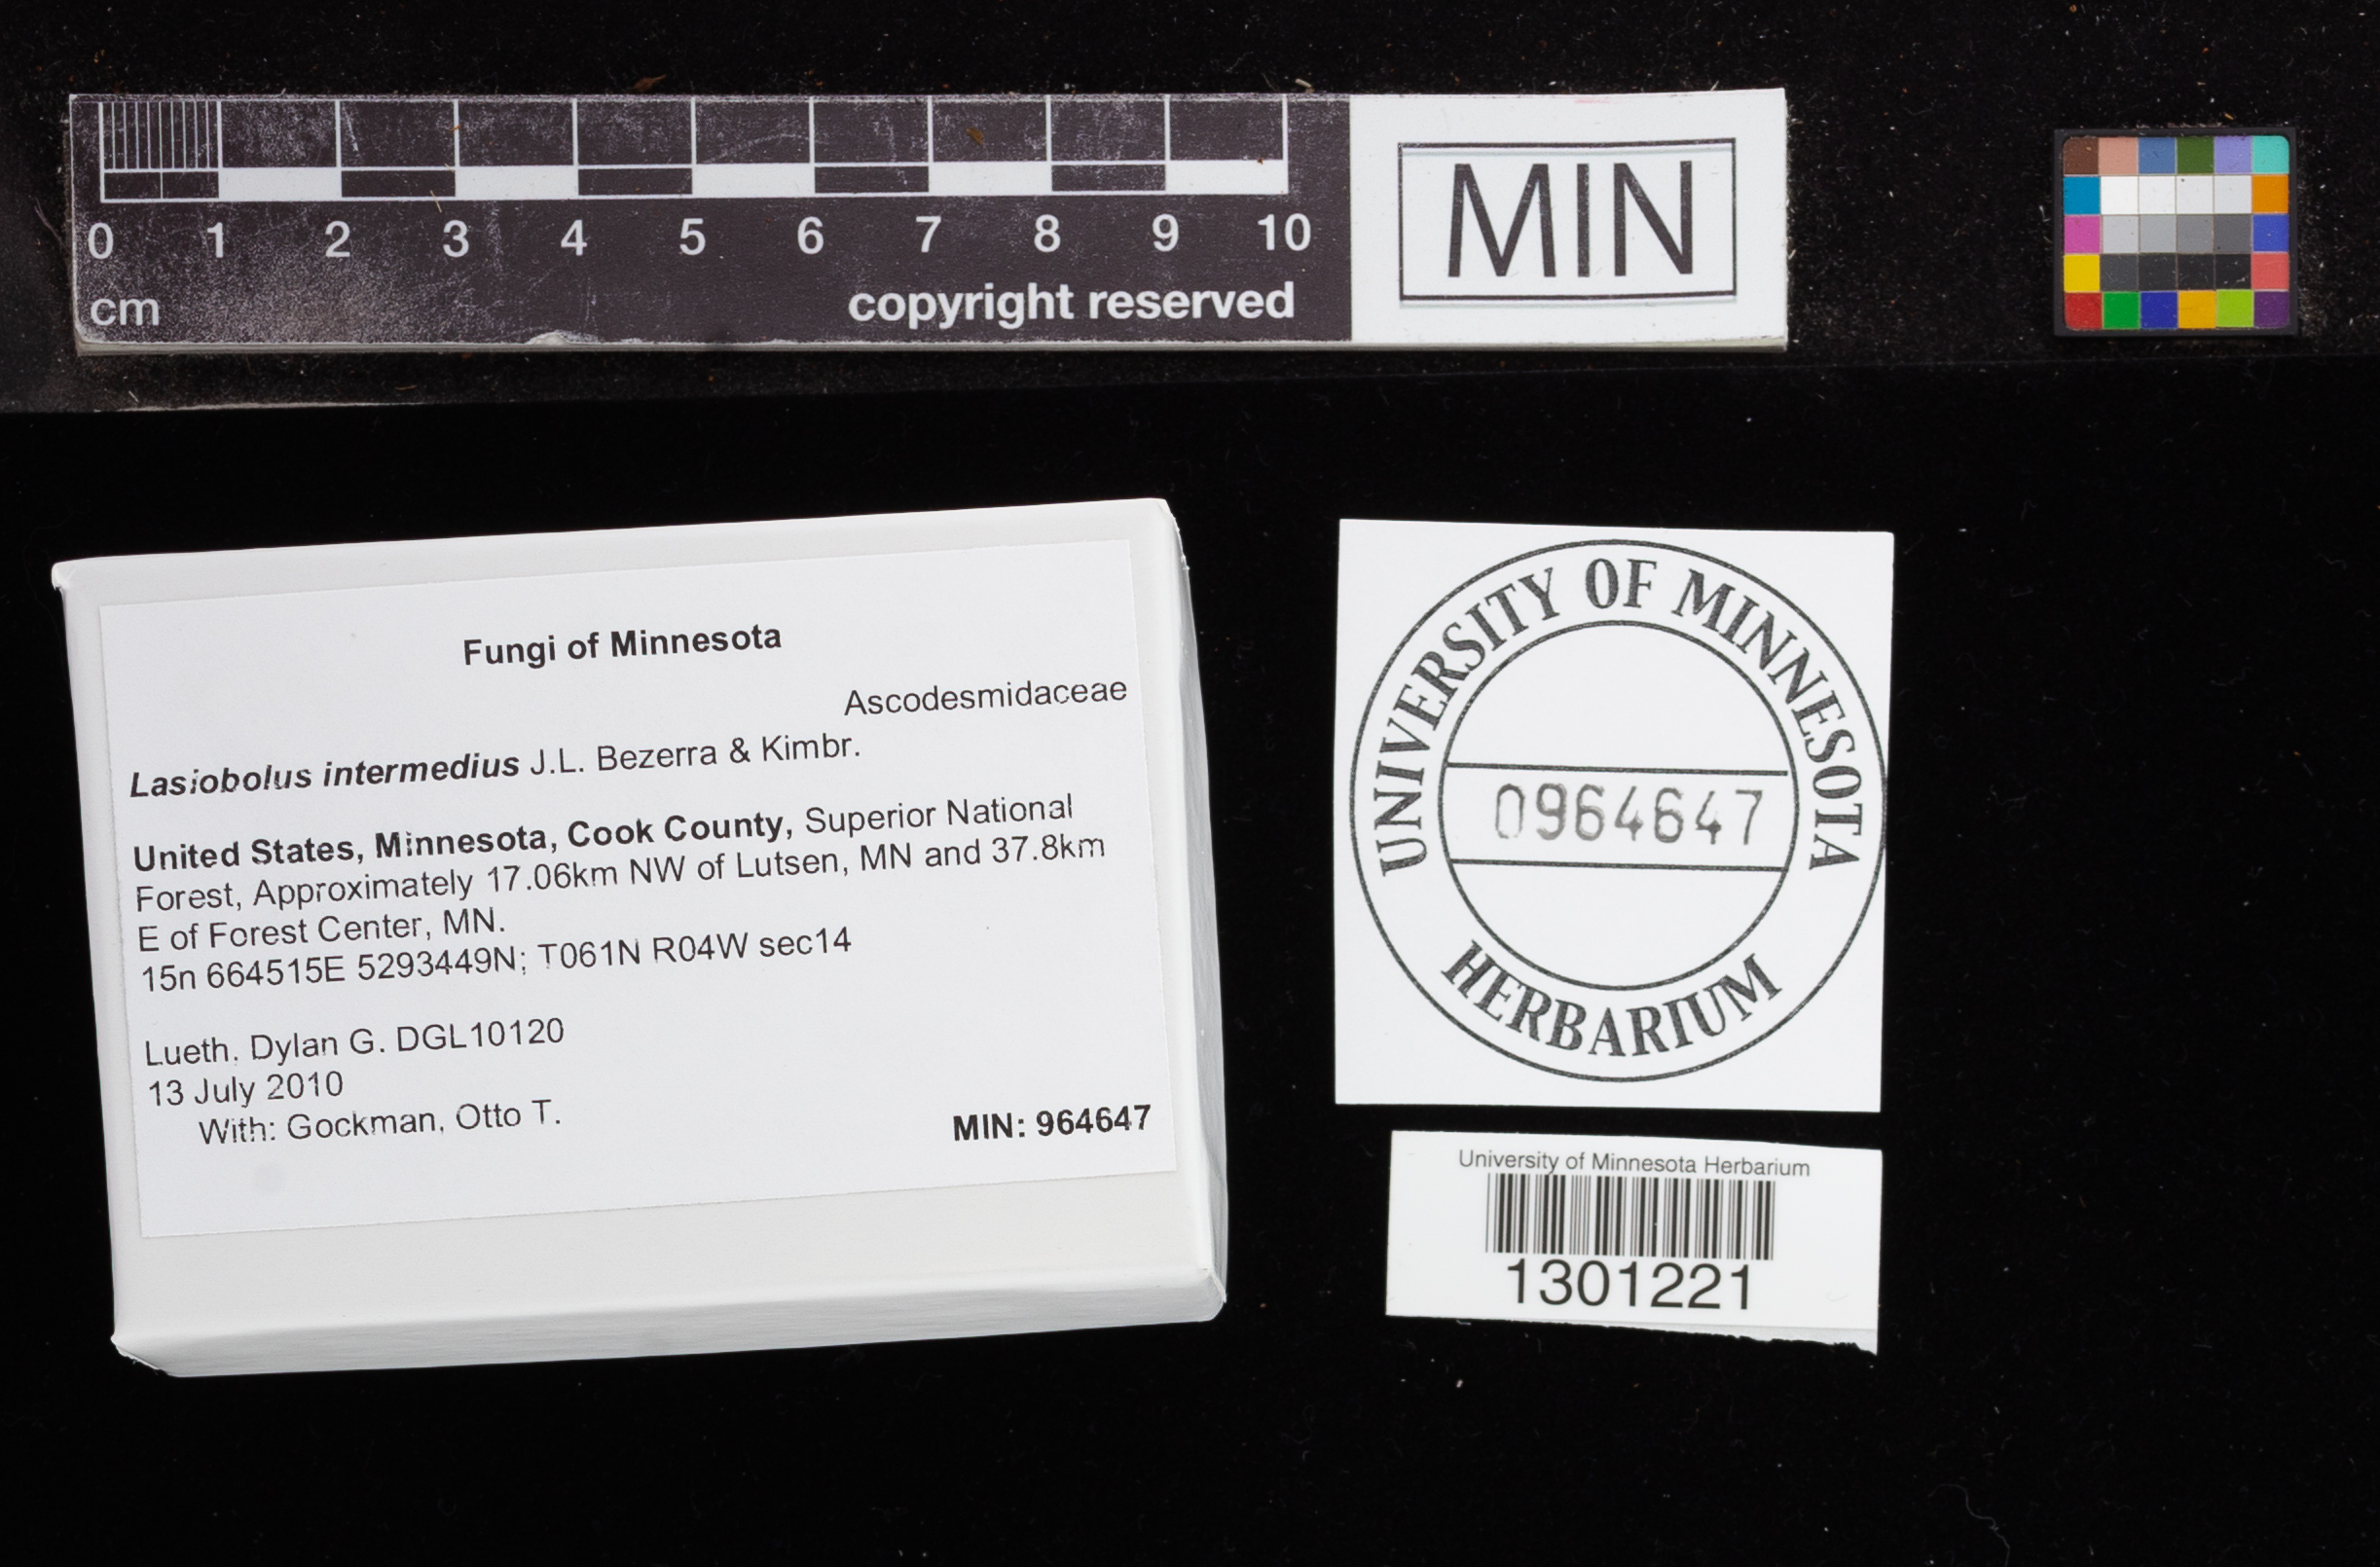 0 1 2 3 4 5 6 7 8 9 10
cm
copyright reserved
MIN
Fungi of Minnesota
Ascodesmidaceae
Lasiobolus intermedius J.L. Bezerra & Kimbr.
United States, Minnesota, Cook County, Superior National
Forest, Approximately 17.06km NW of Lutsen, MN and 37.8km
E of Forest Center, MN.
15n 664515E 5293449N; T061N R04W sec14
Lueth, Dylan G. DGL10120
13 July 2010
With: Gockman, Otto T.
MIN: 964647
UNIVERSITY OF MINNESOTA
0964647
HERBARIUM
University of Minnesota Herbarium
1301221